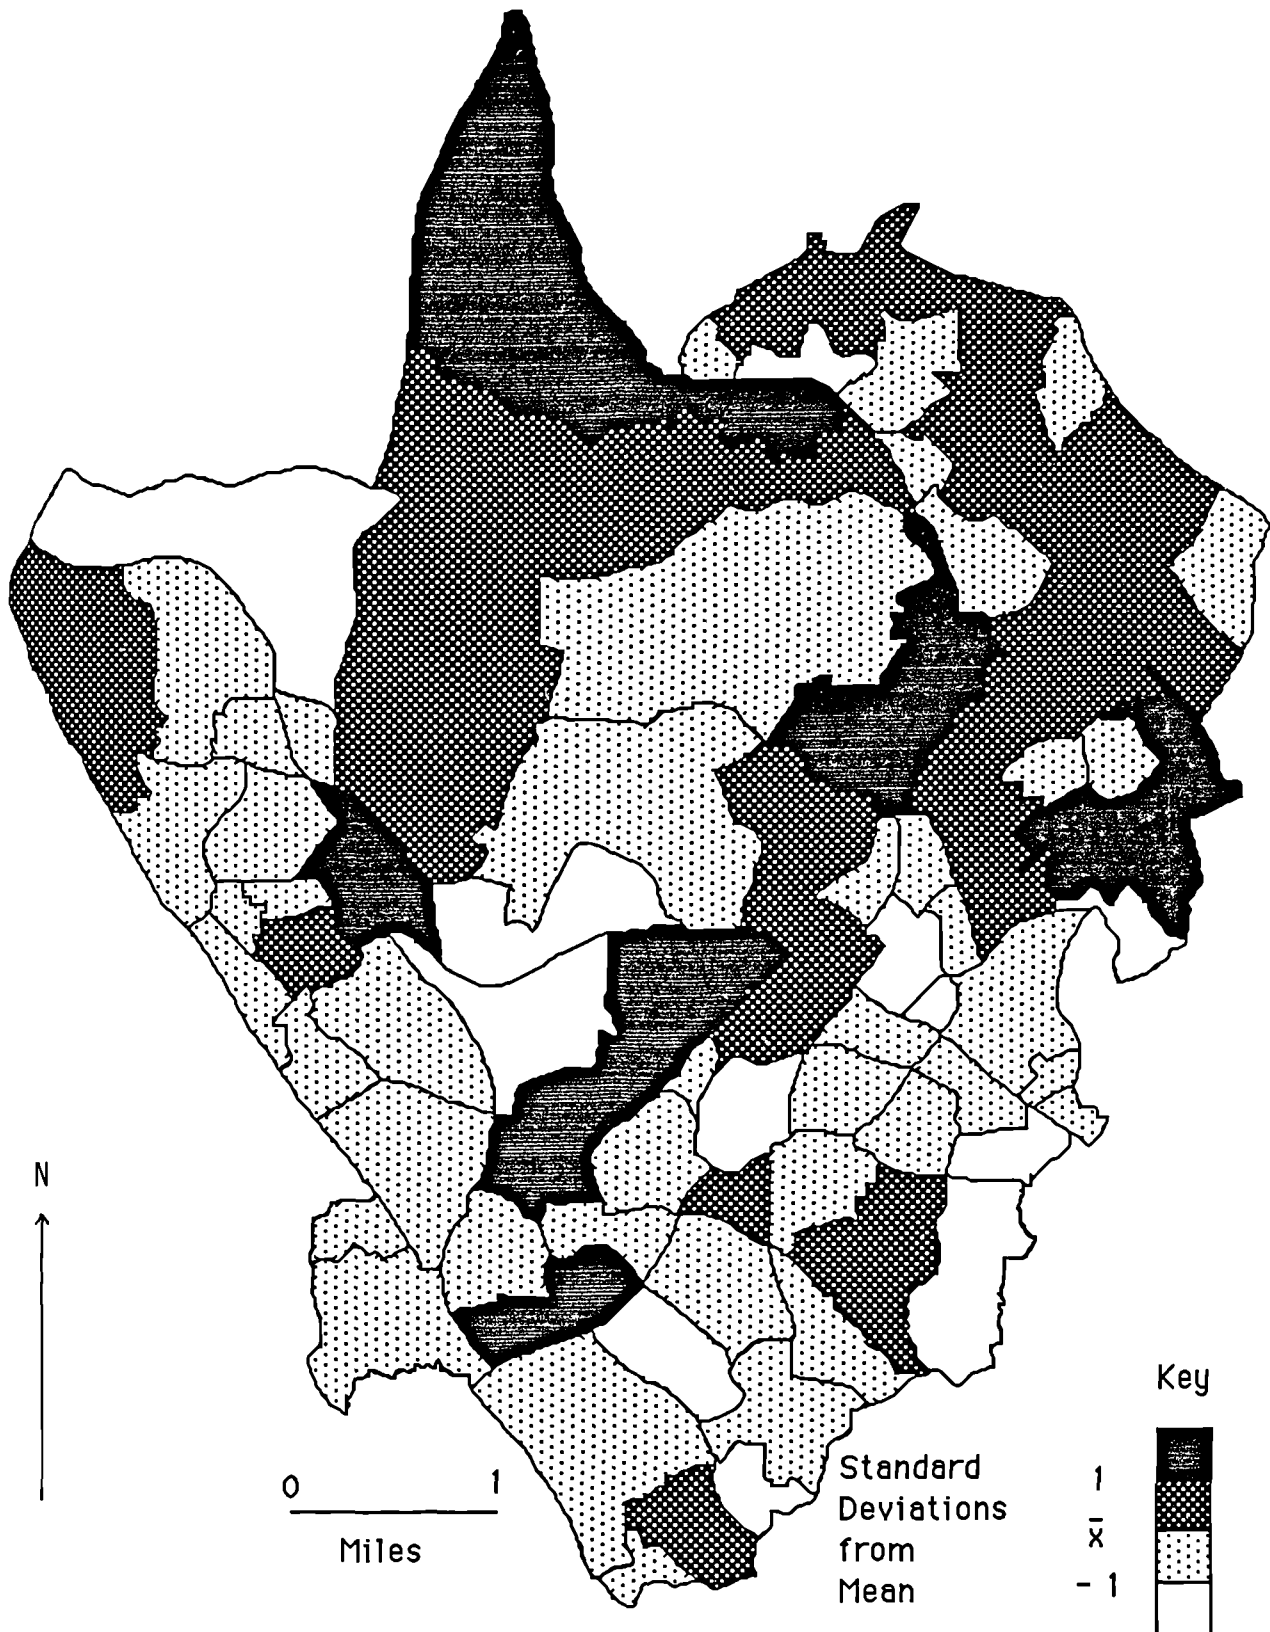 N
Key
0 1
Miles
Standard
Deviations
from
Mean
1
x̄
- 1